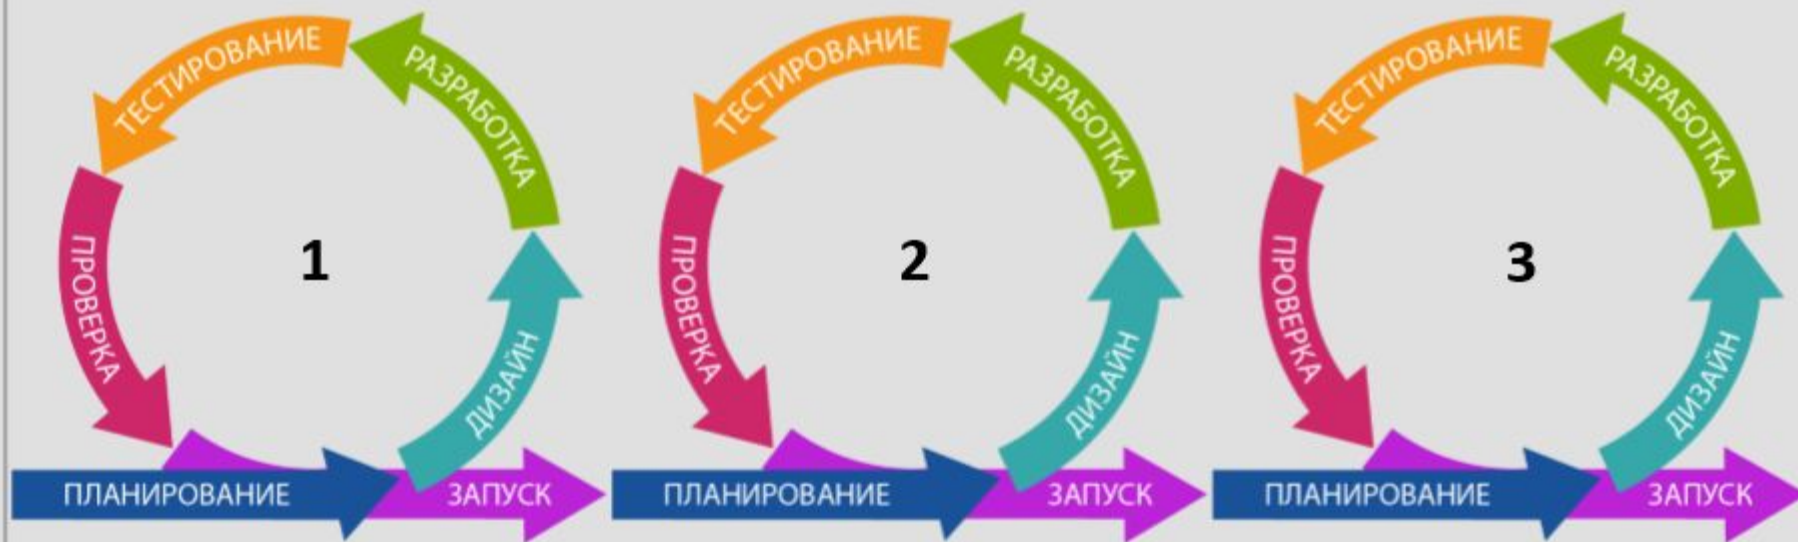 ТЕСТИРОВАНИЕ
РАЗРАБОТКА
ПРОВЕРКА
1
ДИЗАЙН
ПЛАНИРОВАНИЕ
ЗАПУСК
ТЕСТИРОВАНИЕ
РАЗРАБОТКА
ПРОВЕРКА
2
ДИЗАЙН
ПЛАНИРОВАНИЕ
ЗАПУСК
ТЕСТИРОВАНИЕ
РАЗРАБОТКА
ПРОВЕРКА
3
ДИЗАЙН
ПЛАНИРОВАНИЕ
ЗАПУСК